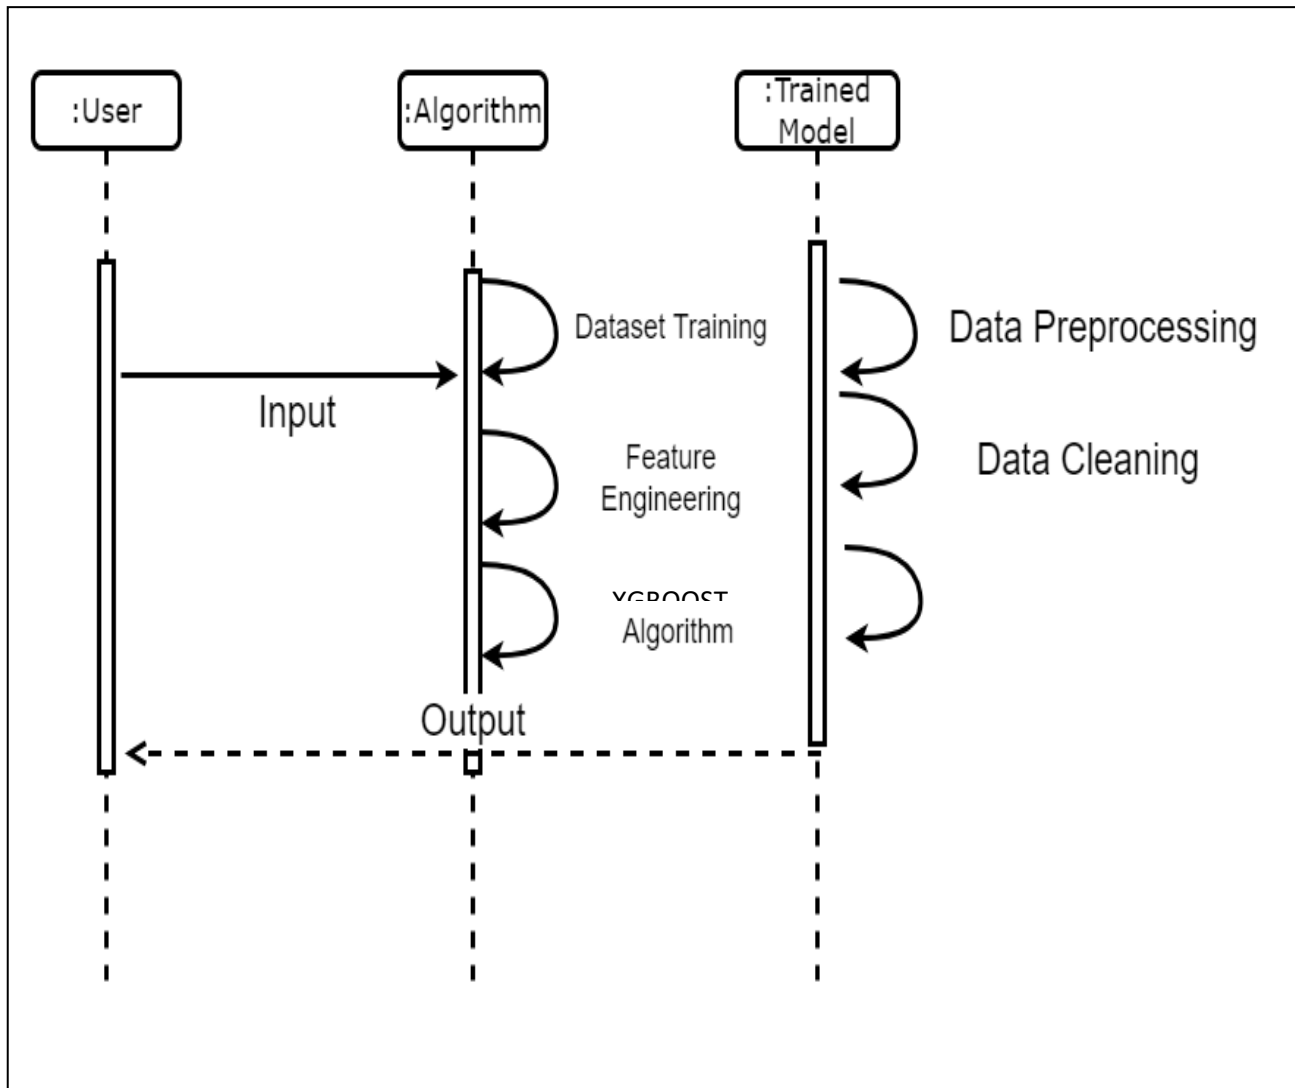 :User
:Algorithm
:Trained
Model
Dataset Training
Data Preprocessing
Input
Feature
Engineering
Data Cleaning
XGBOOST
Algorithm
Output